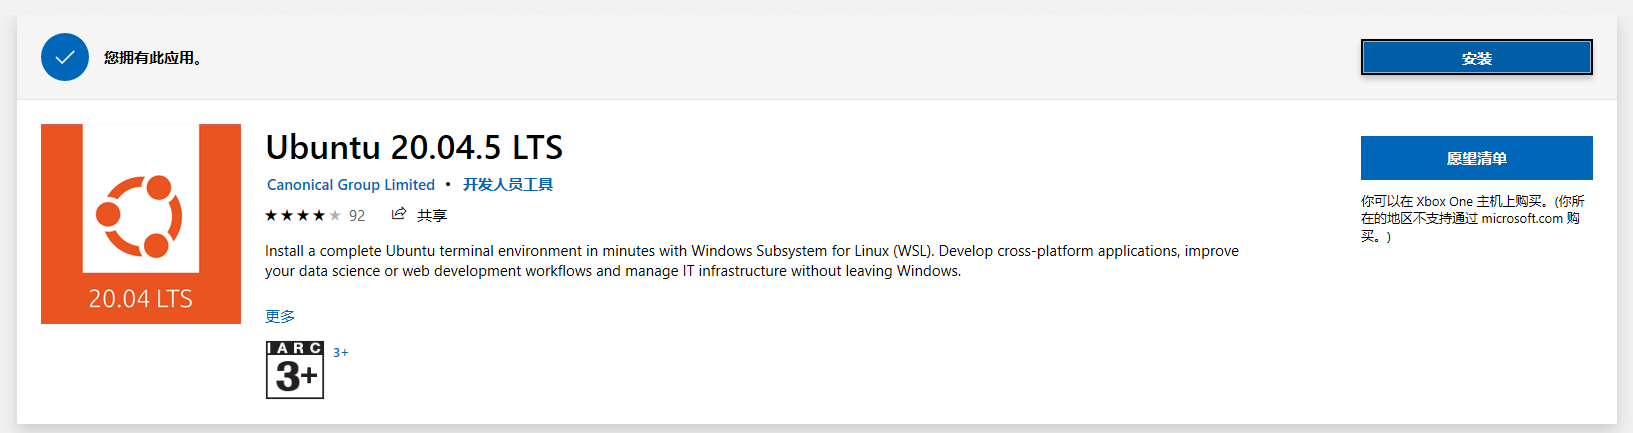 您拥有此应用。
安装
20.04 LTS
Ubuntu 20.04.5 LTS
Canonical Group Limited • 开发人员工具
92 共享
Install a complete Ubuntu terminal environment in minutes with Windows Subsystem for Linux (WSL). Develop cross-platform applications, improve
your data science or web development workflows and manage IT infrastructure without leaving Windows.
更多
IARC
3+
3+
愿望清单
你可以在 Xbox One 主机上购买。(你所
在的地区不支持通过 microsoft.com 购
买。)